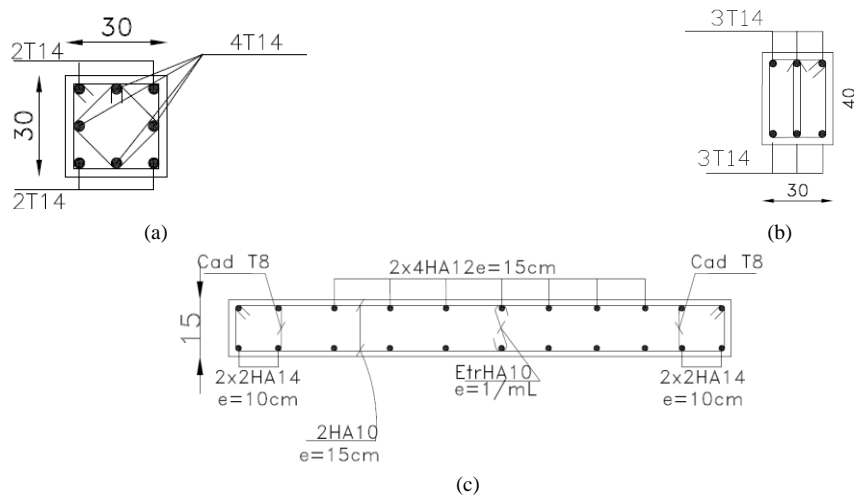 30
2T14
4T14
30
2T14
(a)
3T14
40
3T14
30
(b)
Cad T8
2x4HA12e=15cm
Cad T8
15
2x2HA14
e=10cm
EtrHA10
e=1/mL
2x2HA14
e=10cm
2HA10
e=15cm
(c)